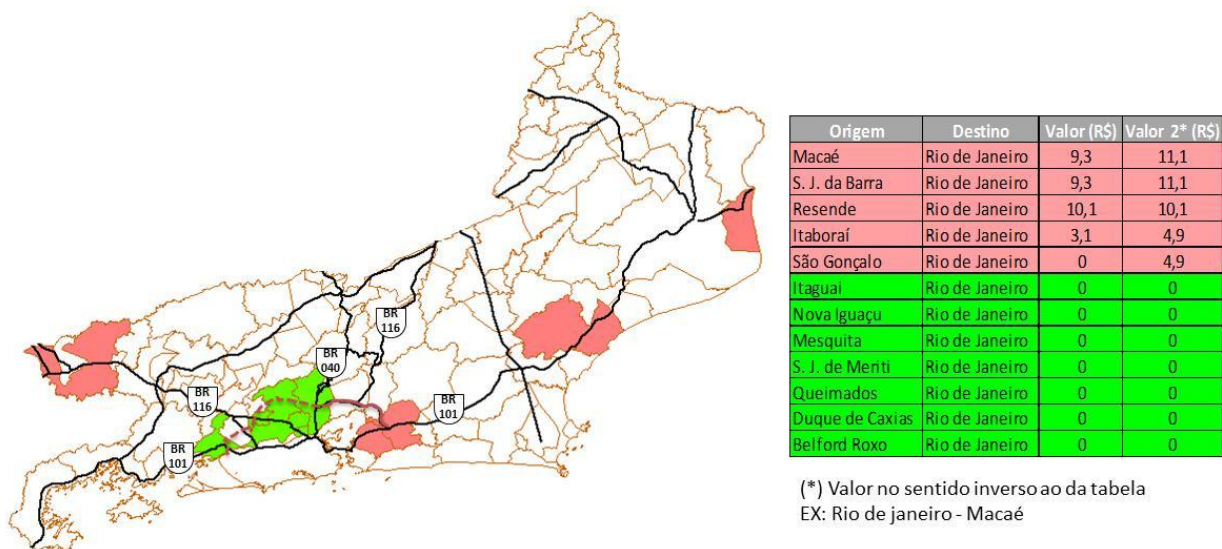 BR
116
BR
040
BR
116
BR
101
BR
101
Origem Destino Valor (R$) Valor 2* (R$)
Macaé Rio de Janeiro 9,3 11,1
S. J. da Barra Rio de Janeiro 9,3 11,1
Resende Rio de Janeiro 10,1 10,1
Itaboraí Rio de Janeiro 3,1 4,9
São Gonçalo Rio de Janeiro 0 4,9
Itaguai Rio de Janeiro 0 0
Nova Iguaçu Rio de Janeiro 0 0
Mesquita Rio de Janeiro 0 0
S. J. de Meriti Rio de Janeiro 0 0
Queimados Rio de Janeiro 0 0
Duque de Caxias Rio de Janeiro 0 0
Belford Roxo Rio de Janeiro 0 0
(*) Valor no sentido inverso ao da tabela
EX: Rio de janeiro - Macaé